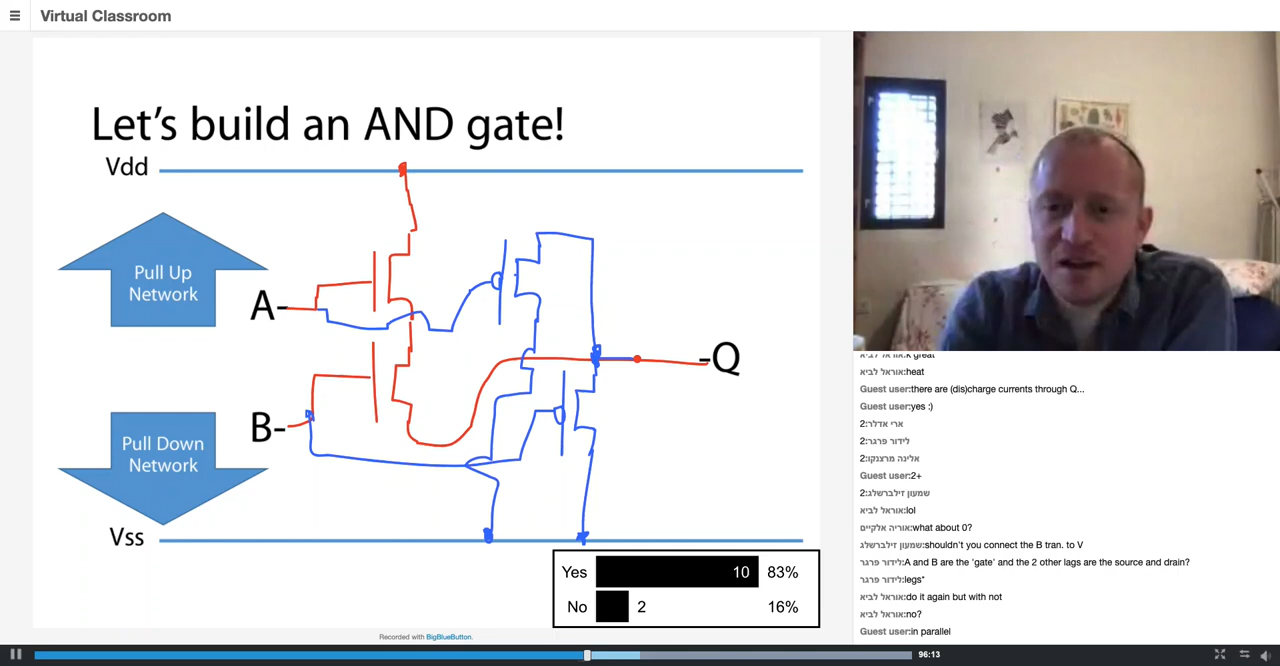 Virtual Classroom
Let's build an AND gate!
Vdd
Pull Up
Network
A-
-Q
B-
Pull Down
Network
Vss
Yes 10 83%
No 2 16%
Recorded with BigBlueButton.
אוראל לביא:heat
Guest user:there are (dis)charge currents through Q...
Guest user:yes :)
ארי אדלר:2
לידור פרגר:2
אלינה מרצנקו:2
Guest user:2+
שמעון זילברשלג:2
אוראל לביא:lol
אוריה אלקיים:what about 0?
שמעון זילברשלג:shouldn't you connect the B tran. to V
לידור פרגר:A and B are the 'gate' and the 2 other lags are the source and drain?
לידור פרגר:legs*
אוראל לביא:do it again but with not
אוראל לביא:no?
Guest user:in parallel
96:13